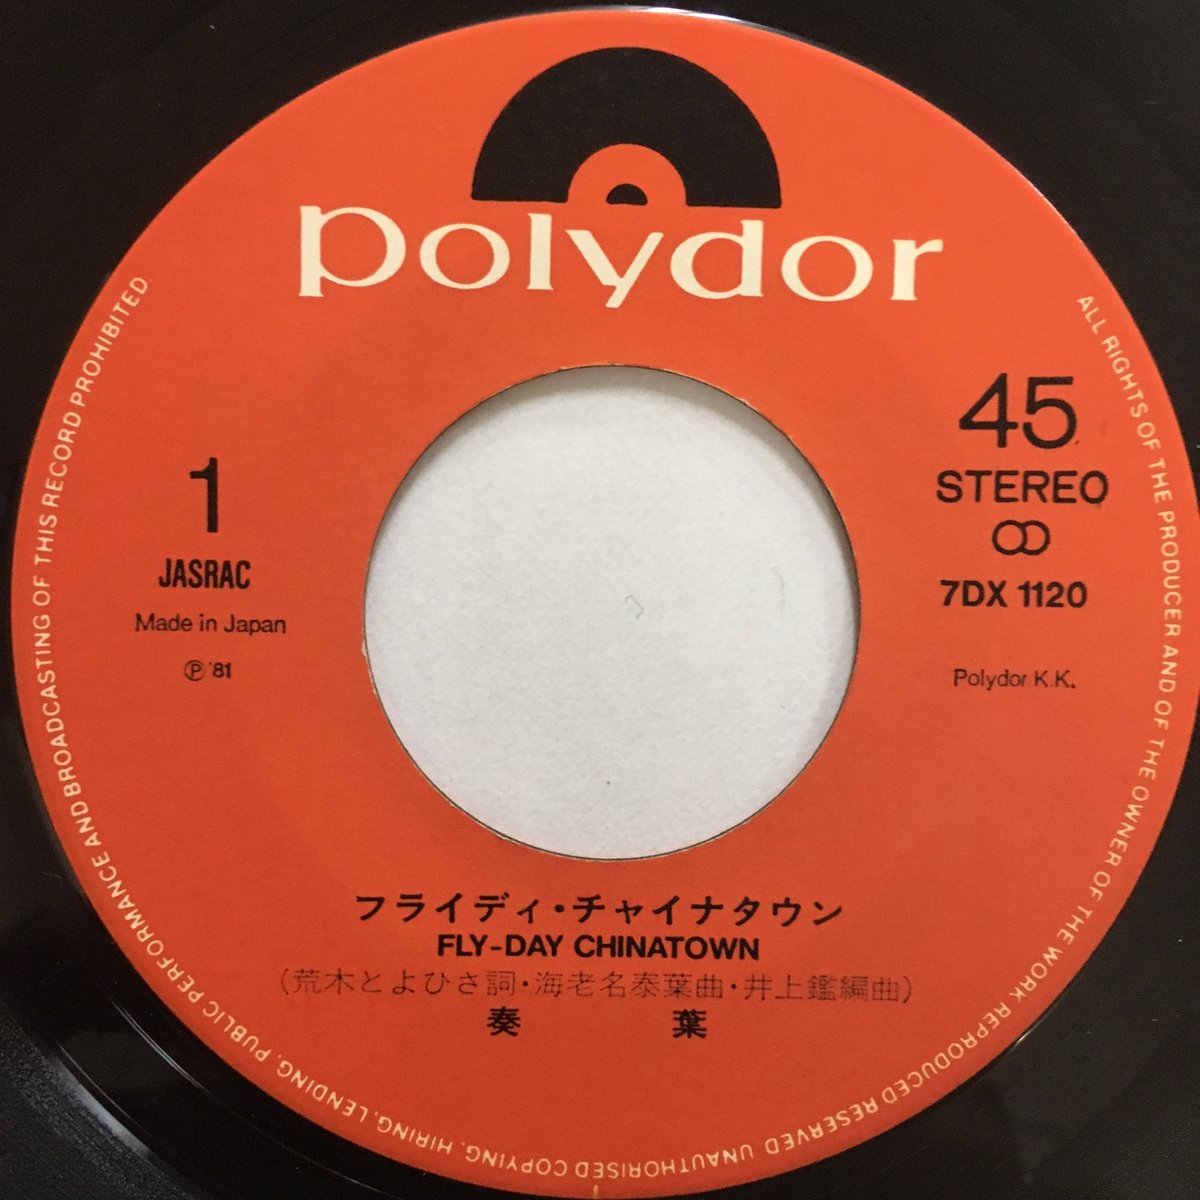 polydor
45
STEREO
7DX 1120
Polydor K.K.
1
JASRAC
Made in Japan
Ⓟ '81
フライディ・チャイナタウン
FLY-DAY CHINATOWN
(荒木とよひさ詞・海老名泰葉曲・井上鑑編曲)
奏 葉
ALL RIGHTS OF THE PRODUCER AND OF THE OWNER OF THE WORK REPRODUCED RESERVED UNAUTHORISED COPYING, HIRING, LENDING, PUBLIC PERFORMANCE AND BROADCASTING OF THIS RECORD PROHIBITED